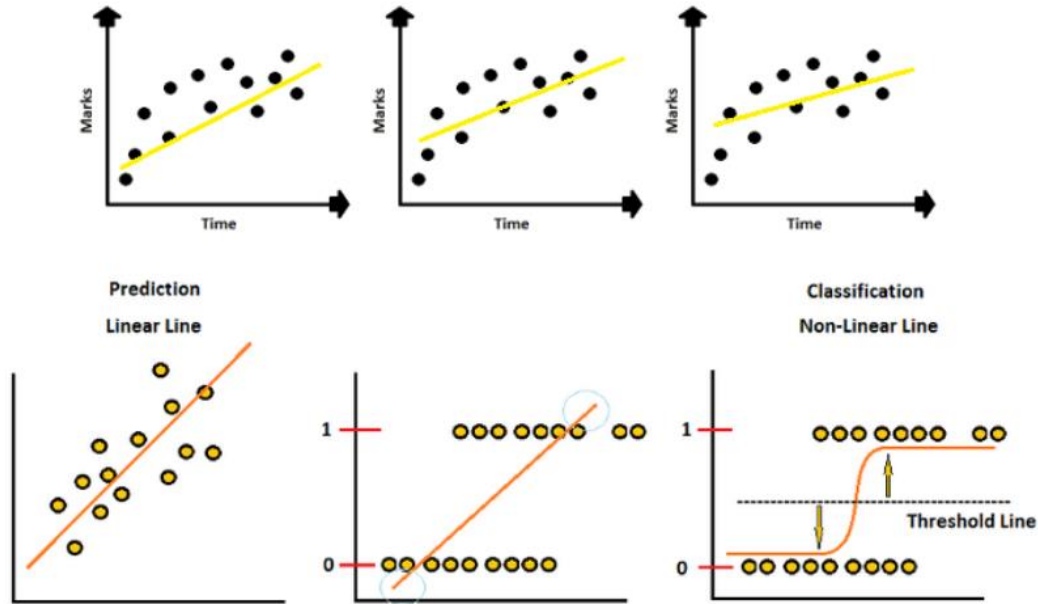 Marks
Time
Marks
Time
Marks
Time
Prediction
Linear Line
Classification
Non-Linear Line
1
0
1
Threshold Line
0